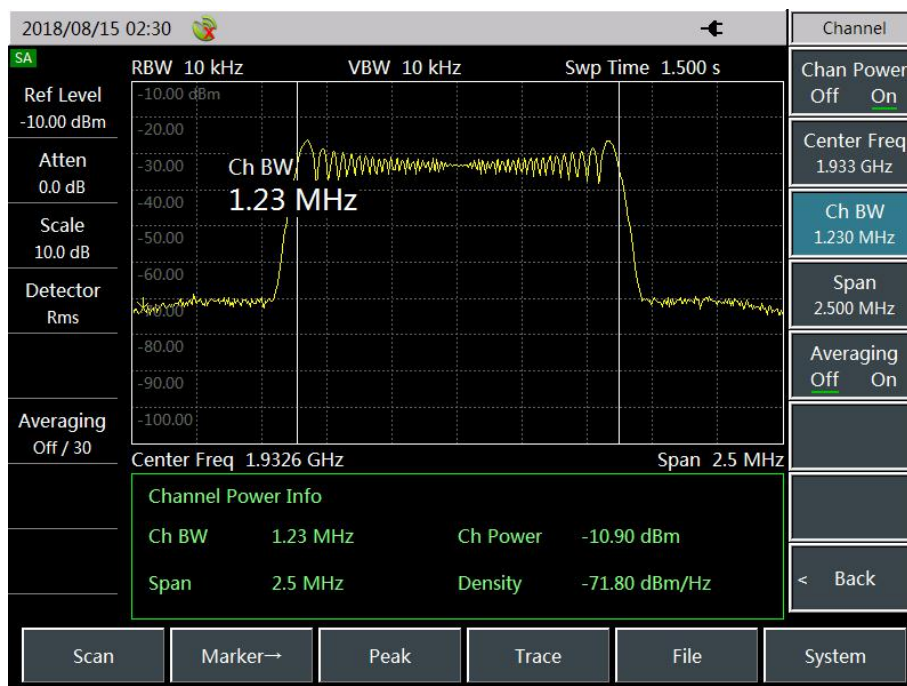 2018/08/15 02:30
Channel
SA
RBW 10 kHz
VBW 10 kHz
Swp Time 1.500 s
Ref Level
-10.00 dBm
Atten
0.0 dB
Scale
10.0 dB
Detector
Rms
Averaging
Off / 30
-10.00 dBm
-20.00
-30.00
-40.00
-50.00
-60.00
-80.00
-90.00
-100.00
Ch BW
1.23 MHz
Center Freq 1.9326 GHz
Span 2.5 MHz
Channel Power Info
Ch BW 1.23 MHz Ch Power -10.90 dBm
Span 2.5 MHz Density -71.80 dBm/Hz
Chan Power
Off On
Center Freq
1.933 GHz
Ch BW
1.230 MHz
Span
2.500 MHz
Averaging
Off On
< Back
Scan
Marker→
Peak
Trace
File
System